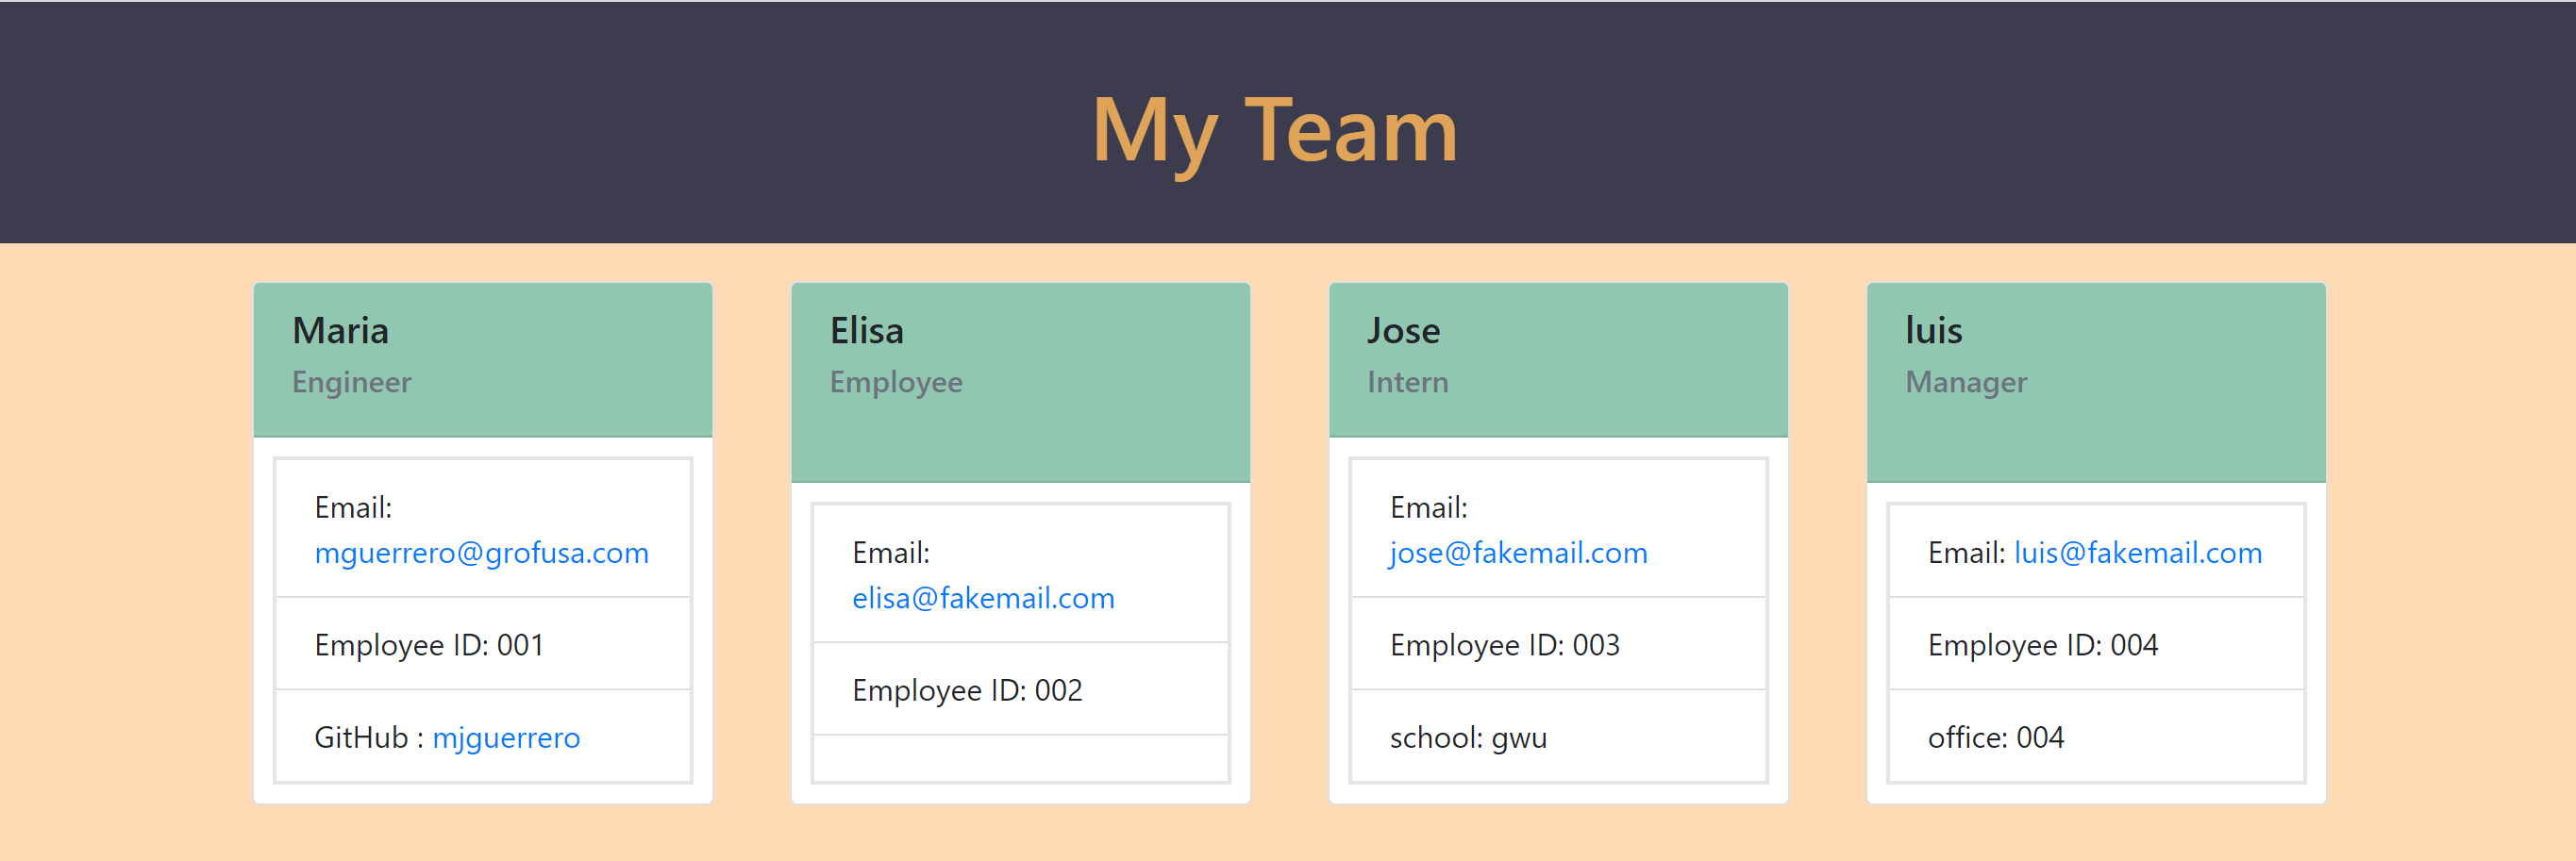 My Team
Maria
Engineer
Email:
mguerrero@grofusa.com
Employee ID: 001
GitHub : mjguerrero
Elisa
Employee
Email:
elisa@fakemail.com
Employee ID: 002
Jose
Intern
Email:
jose@fakemail.com
Employee ID: 003
school: gwu
luis
Manager
Email: luis@fakemail.com
Employee ID: 004
office: 004